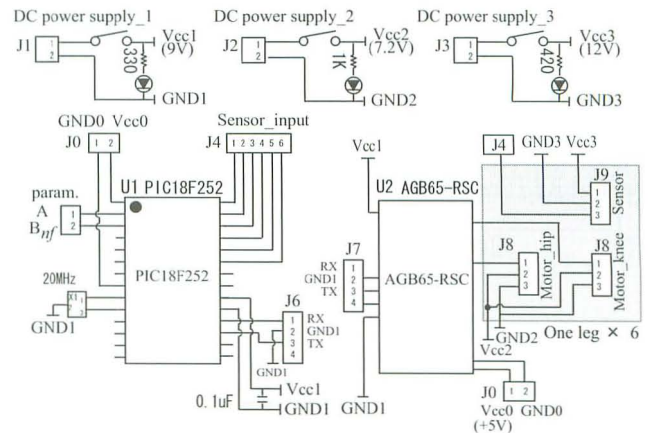 DC power supply_1
DC power supply_2
DC power supply_3
J1
1
2
330
Vcc1
(9V)
GND1
J2
1
2
1K
Vcc2
(7.2V)
GND2
J3
1
2
420
Vcc3
(12V)
GND3
GND0 Vcc0
J0 1 2
Sensor_input
J4 1 2 3 4 5 6
U1 PIC18F252
param.
A 1
Bnf 2
PIC18F252
20MHz
X1
GND1
J6
1 RX
2 GND1
3 TX
4
GND1
Vcc1
0.1uF
GND1
Vcc1
U2 AGB65-RSC
AGB65-RSC
J7
RX 1
GND1 2
TX 3
4
GND1
J4
GND3 Vcc3
J9
1
2
3
Sensor
J8
1
2
3
Motor_hip
J8
1
2
3
Motor_knee
GND2
Vcc2
One leg × 6
J0 1 2
Vcc0 GND0
(+5V)